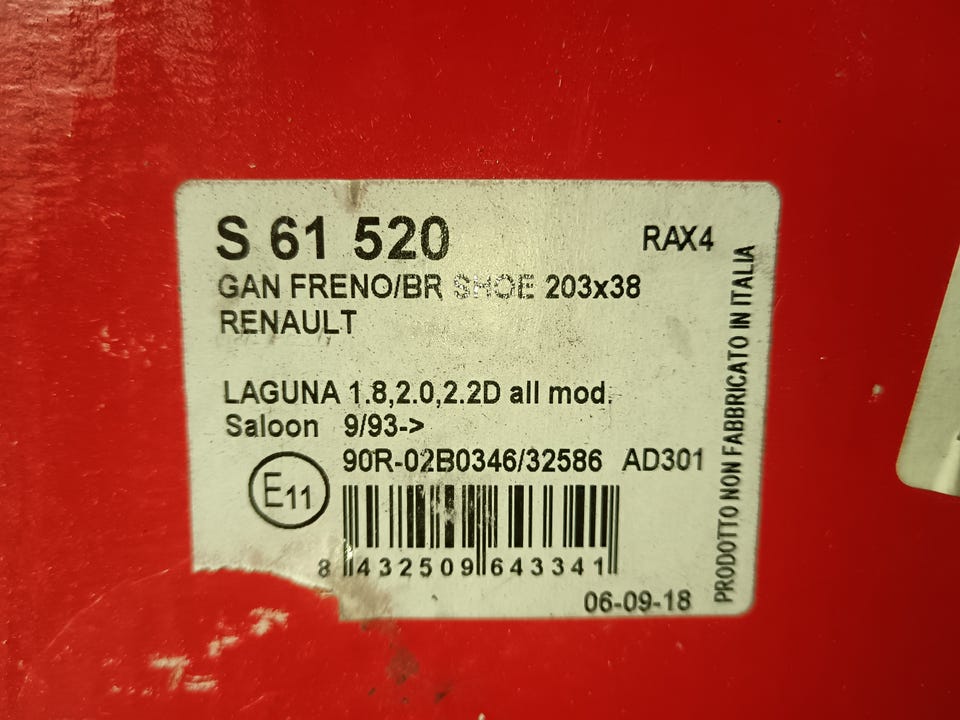 S 61 520
RAX4
GAN FRENO/BR SHOE 203x38
RENAULT
LAGUNA 1.8,2.0,2.2D all mod.
Saloon 9/93->
90R-02B0346/32586 AD301
E11
8 432509 643341
06-09-18
PRODOTTO NON FABBRICATO IN ITALIA